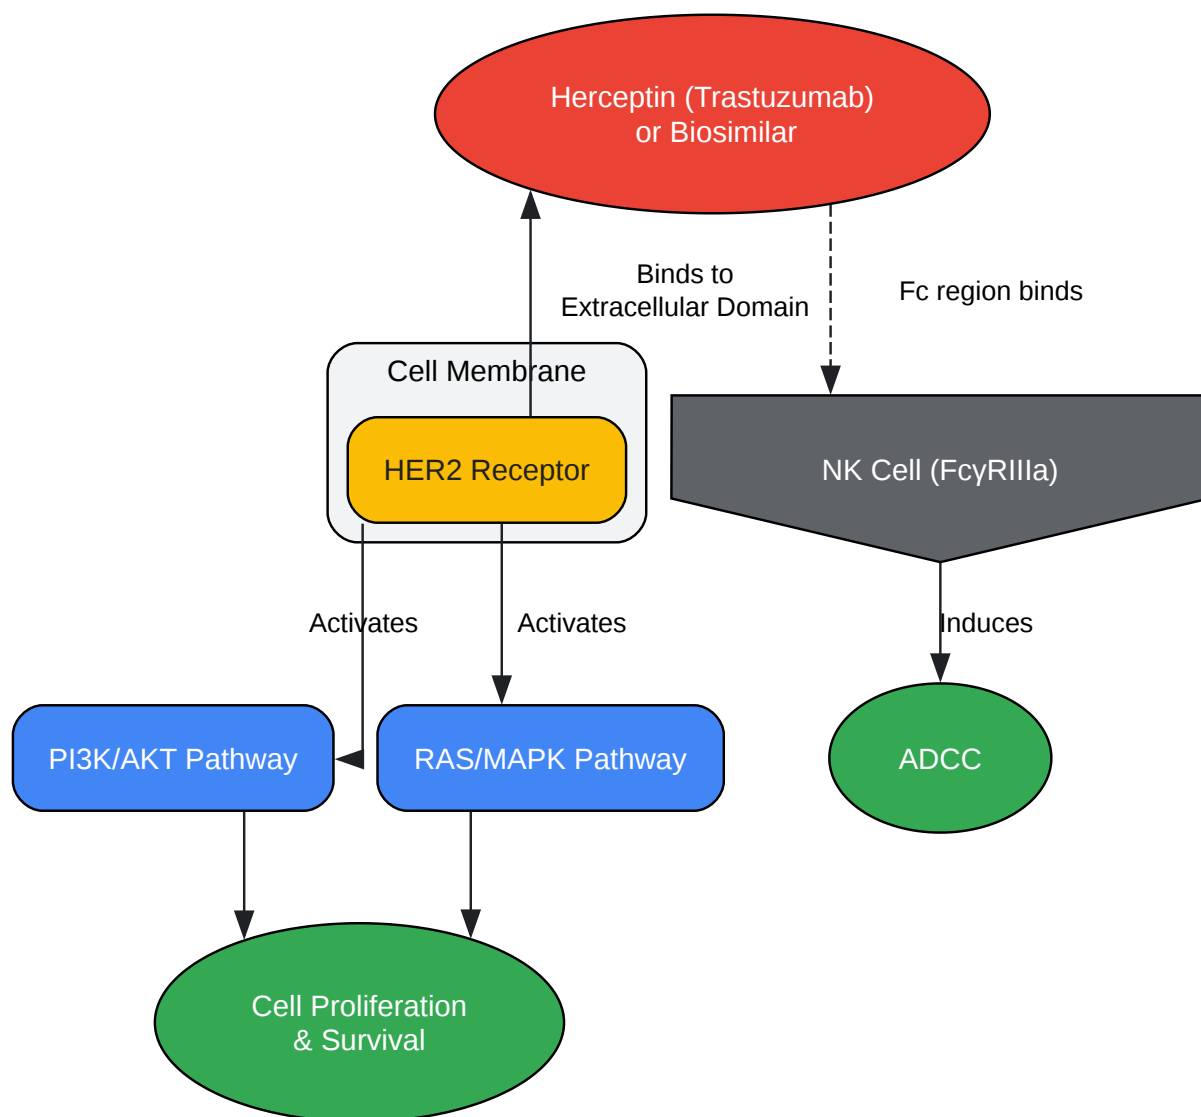 Herceptin (Trastuzumab)
or Biosimilar
Binds to
Extracellular Domain
Fc region binds
Cell Membrane
HER2 Receptor
NK Cell (FcγRIIIa)
Activates
Activates
Induces
PI3K/AKT Pathway
RAS/MAPK Pathway
ADCC
Cell Proliferation
& Survival